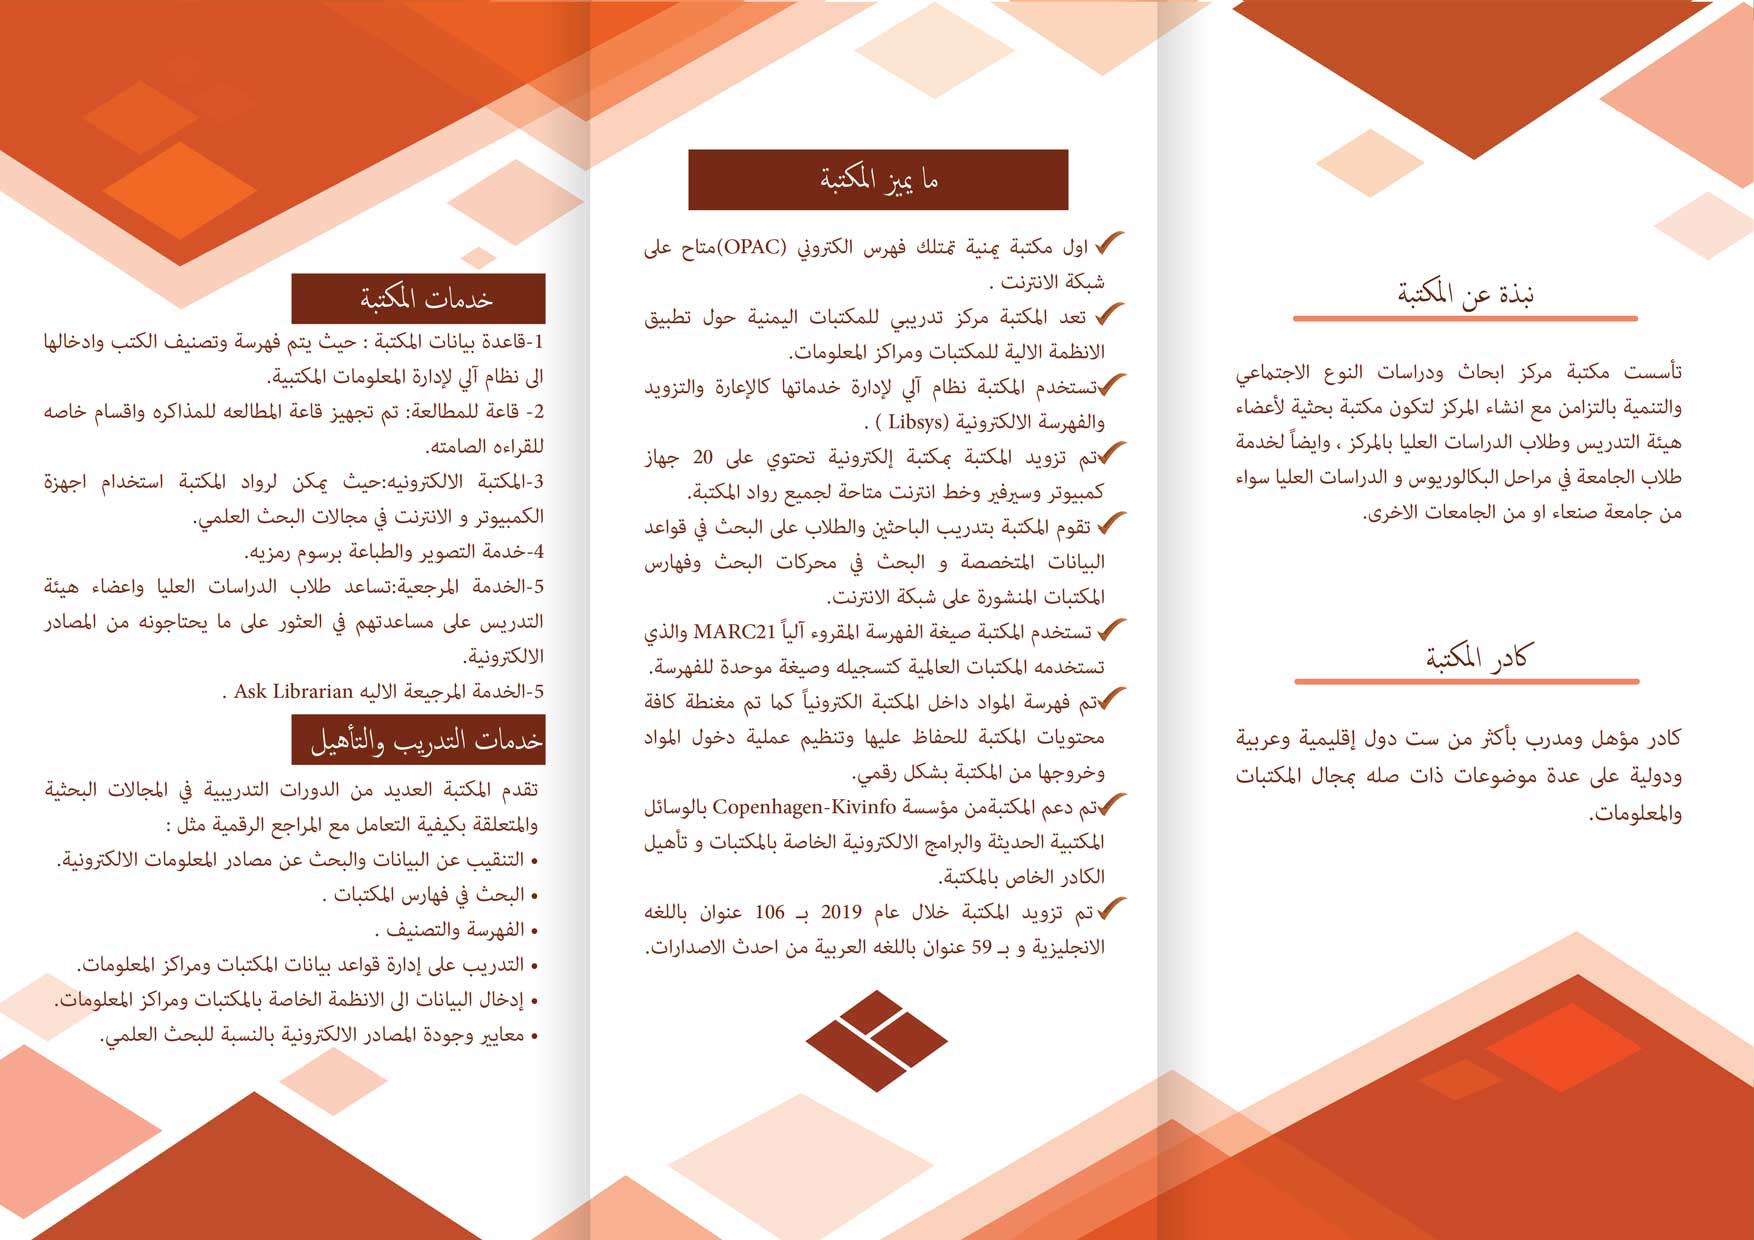 نبذة عن المكتبة
تأسست مكتبة مركز ابحاث ودراسات النوع الاجتماعي
والتنمية بالتزامن مع انشاء المركز لتكون مكتبة بحثية لأعضاء
هيئة التدريس وطلاب الدراسات العليا بالمركز ، وايضاً لخدمة
طلاب الجامعة في مراحل البكالوريوس و الدراسات العليا سواء
من جامعة صنعاء او من الجامعات الاخرى.
كادر المكتبة
كادر مؤهل ومدرب بأكثر من ست دول إقليمية وعربية
ودولية على عدة موضوعات ذات صله بمجال المكتبات
والمعلومات.
ما يميز المكتبة
✓ اول مكتبة يمنية تمتلك فهرس الكتروني (OPAC)متاح على
شبكة الانترنت .
✓ تعد المكتبة مركز تدريبي للمكتبات اليمنية حول تطبيق
الانظمة الالية للمكتبات ومراكز المعلومات.
✓تستخدم المكتبة نظام آلي لإدارة خدماتها كالإعارة والتزويد
والفهرسة الالكترونية (Libsys ) .
✓تم تزويد المكتبة بمكتبة إلكترونية تحتوي على 20 جهاز
كمبيوتر وسيرفير وخط انترنت متاحة لجميع رواد المكتبة.
✓ تقوم المكتبة بتدريب الباحثين والطلاب على البحث في قواعد
البيانات المتخصصة و البحث في محركات البحث وفهارس
المكتبات المنشورة على شبكة الانترنت.
✓ تستخدم المكتبة صيغة الفهرسة المقروء آلياً MARC21 والذي
تستخدمه المكتبات العالمية كتسجيله وصيغة موحدة للفهرسة.
✓تم فهرسة المواد داخل المكتبة الكترونياً كما تم مغنطة كافة
محتويات المكتبة للحفاظ عليها وتنظيم عملية دخول المواد
وخروجها من المكتبة بشكل رقمي.
✓تم دعم المكتبةمن مؤسسة Copenhagen-Kivinfo بالوسائل
المكتبية الحديثة والبرامج الالكترونية الخاصة بالمكتبات و تأهيل
الكادر الخاص بالمكتبة.
✓ تم تزويد المكتبة خلال عام 2019 بـ 106 عنوان باللغه
الانجليزية و بـ 59 عنوان باللغه العربية من احدث الاصدارات.
خدمات المكتبة
1-قاعدة بيانات المكتبة : حيث يتم فهرسة وتصنيف الكتب وادخالها
الى نظام آلي لإدارة المعلومات المكتبية.
2- قاعة للمطالعة: تم تجهيز قاعة المطالعه للمذاكره واقسام خاصه
للقراءه الصامته.
3-المكتبة الالكترونيه:حيث يمكن لرواد المكتبة استخدام اجهزة
الكمبيوتر و الانترنت في مجالات البحث العلمي.
4-خدمة التصوير والطباعة برسوم رمزيه.
5-الخدمة المرجعية:تساعد طلاب الدراسات العليا واعضاء هيئة
التدريس على مساعدتهم في العثور على ما يحتاجونه من المصادر
الالكترونية.
5-الخدمة المرجيعة الاليه Ask Librarian .
خدمات التدريب والتأهيل
تقدم المكتبة العديد من الدورات التدريبية في المجالات البحثية
والمتعلقة بكيفية التعامل مع المراجع الرقمية مثل :
• التنقيب عن البيانات والبحث عن مصادر المعلومات الالكترونية.
• البحث في فهارس المكتبات .
• الفهرسة والتصنيف .
• التدريب على إدارة قواعد بيانات المكتبات ومراكز المعلومات.
• إدخال البيانات الى الانظمة الخاصة بالمكتبات ومراكز المعلومات.
• معايير وجودة المصادر الالكترونية بالنسبة للبحث العلمي.